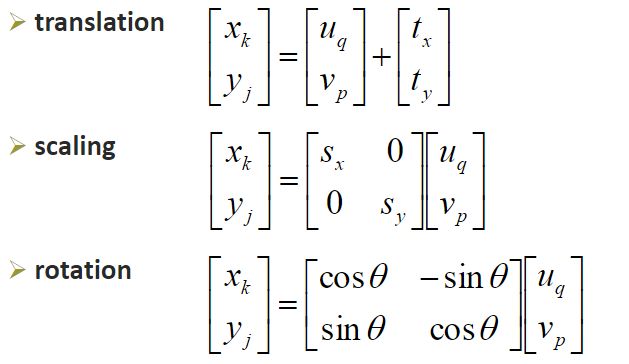 translation [x_k y_j] = [u_q v_p] + [t_x t_y]
scaling [x_k y_j] = [s_x 0 0 s_y] [u_q v_p]
rotation [x_k y_j] = [cos θ −sin θ sin θ cos θ] [u_q v_p]